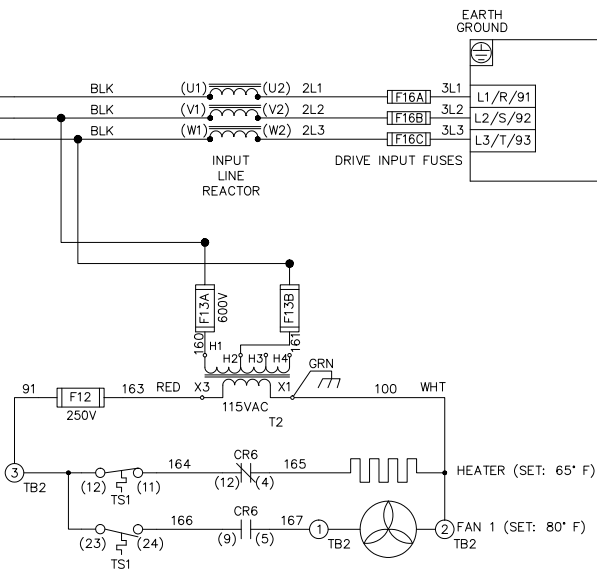 EARTH
GROUND
BLK (U1) (U2) 2L1 F16A 3L1 L1/R/91
BLK (V1) (V2) 2L2 F16B 3L2 L2/S/92
BLK (W1) (W2) 2L3 F16C 3L3 L3/T/93
INPUT
LINE
REACTOR
DRIVE INPUT FUSES
F13A
600V
F13B
160
161
H1 H2 H3 H4
GRN
91 F12 163 RED X3 X1 100 WHT
250V
115VAC
T2
CR6
3 164 165 HEATER (SET: 65° F)
TB2 (12) (11) (12) (4)
TS1
CR6
166 167 1 2 FAN 1 (SET: 80° F)
(23) (24) (9) (5) TB2 TB2
TS1